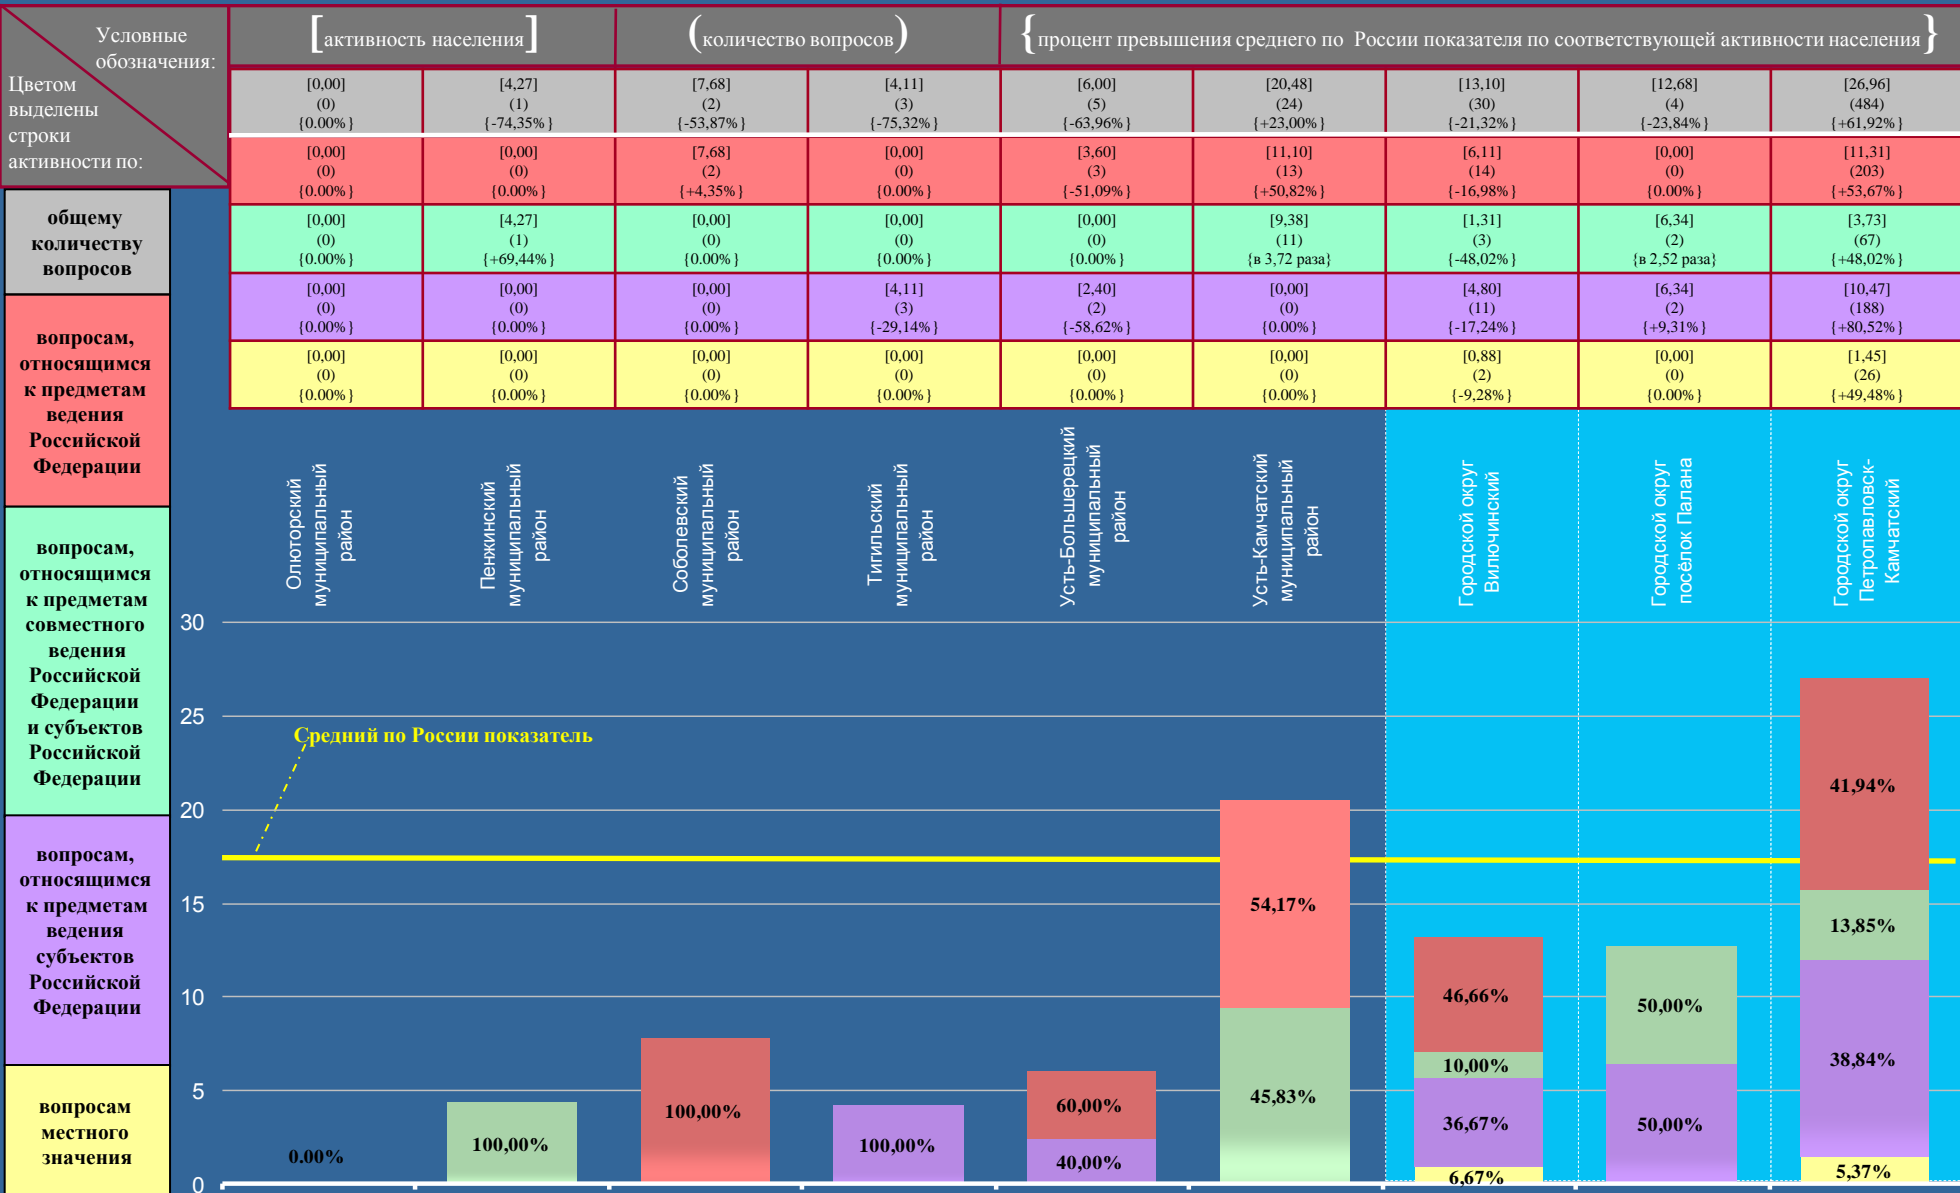 Условные
обозначения:
Цветом
выделены
строки
активности по:
[активность населения]
(количество вопросов)
{процент превышения среднего по России показателя по соответствующей активности населения}
[0,00] [4,27] [7,68] [4,11] [6,00] [20,48] [13,10] [12,68] [26,96]
(0) (1) (2) (3) (5) (24) (30) (4) (484)
{0.00%} {-74,35%} {-53,87%} {-75,32%} {-63,96%} {+23,00%} {-21,32%} {-23,84%} {+61,92%}
[0,00] [0,00] [7,68] [0,00] [3,60] [11,10] [6,11] [0,00] [11,31]
(0) (0) (2) (0) (3) (13) (14) (0) (203)
{0.00%} {0.00%} {+4,35%} {0.00%} {-51,09%} {+50,82%} {-16,98%} {0.00%} {+53,67%}
[0,00] [4,27] [0,00] [0,00] [0,00] [9,38] [1,31] [6,34] [3,73]
(0) (1) (0) (0) (0) (11) (3) (2) (67)
{0.00%} {+69,44%} {0.00%} {0.00%} {0.00%} {в 3,72 раза} {-48,02%} {в 2,52 раза} {+48,02%}
[0,00] [0,00] [0,00] [4,11] [2,40] [0,00] [4,80] [6,34] [10,47]
(0) (0) (0) (3) (2) (0) (11) (2) (188)
{0.00%} {0.00%} {0.00%} {-29,14%} {-58,62%} {0.00%} {-17,24%} {+9,31%} {+80,52%}
[0,00] [0,00] [0,00] [0,00] [0,00] [0,00] [0,88] [0,00] [1,45]
(0) (0) (0) (0) (0) (0) (2) (0) (26)
{0.00%} {0.00%} {0.00%} {0.00%} {0.00%} {0.00%} {-9,28%} {0.00%} {+49,48%}
общему
количеству
вопросов
вопросам,
относящимся
к предметам
ведения
Российской
Федерации
вопросам,
относящимся
к предметам
совместного
ведения
Российской
Федерации
и субъектов
Российской
Федерации
вопросам,
относящимся
к предметам
ведения
субъектов
Российской
Федерации
вопросам
местного
значения
Олюторский
муниципальный
район
Пенжинский
муниципальный
район
Соболевский
муниципальный
район
Тигильский
муниципальный
район
Усть-Большерецкий
муниципальный
район
Усть-Камчатский
муниципальный
район
Городской округ
Вилючинский
Городской округ
посёлок Палана
Городской округ
Петропавловск-
Камчатский
30
25
20
15
10
5
0
Средний по России показатель
0.00%
100,00%
100,00%
100,00%
60,00%
40,00%
54,17%
45,83%
46,66%
10,00%
36,67%
6,67%
50,00%
50,00%
41,94%
13,85%
38,84%
5,37%